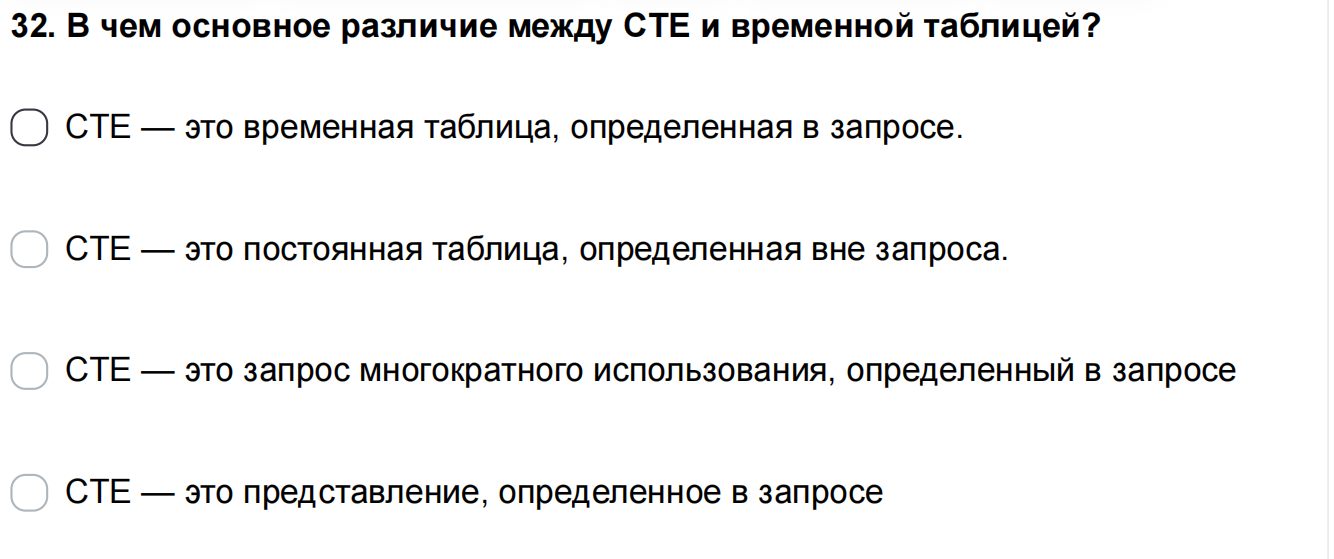 32. В чем основное различие между CTE и временной таблицей?
CTE — это временная таблица, определенная в запросе.
CTE — это постоянная таблица, определенная вне запроса.
CTE — это запрос многократного использования, определенный в запросе
CTE — это представление, определенное в запросе